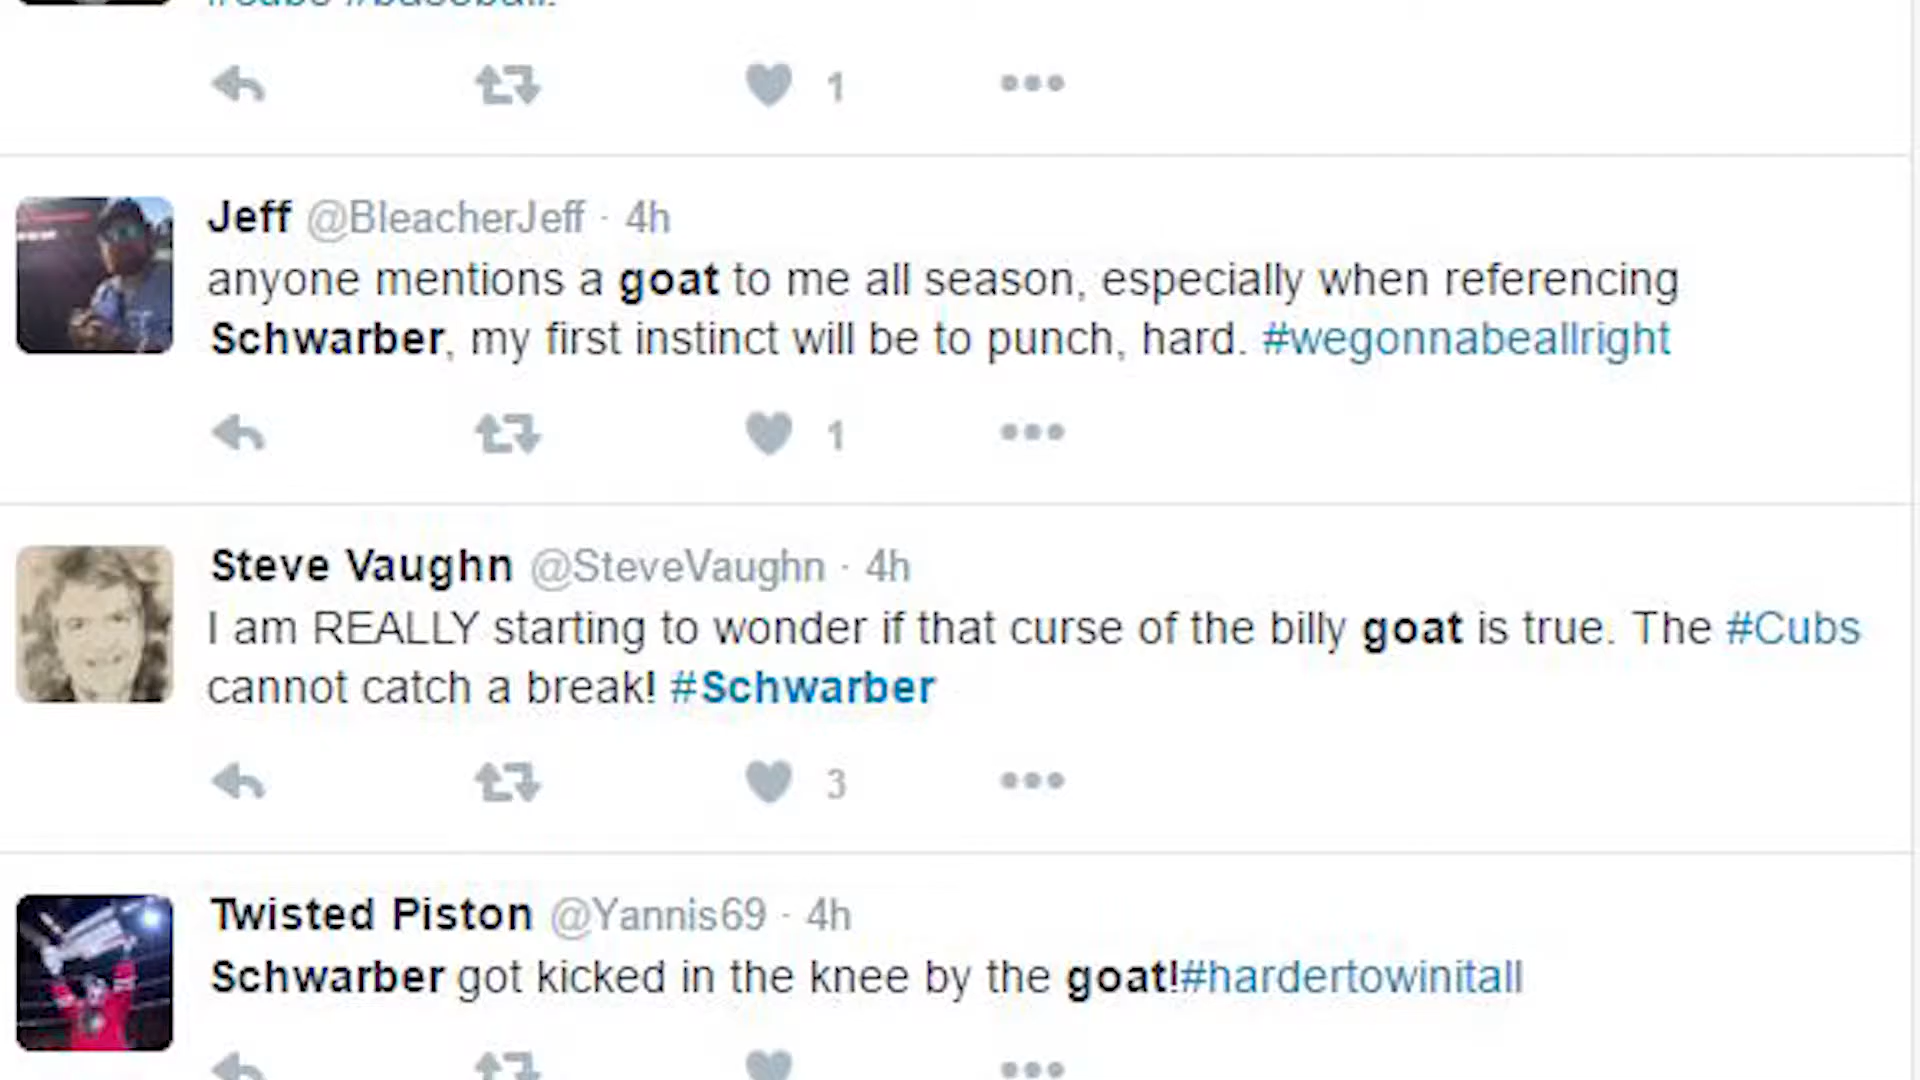 #cubs #baseball.
1
Jeff @BleacherJeff · 4h
anyone mentions a goat to me all season, especially when referencing
Schwarber, my first instinct will be to punch, hard. #wegonnabeallright
1
Steve Vaughn @SteveVaughn · 4h
I am REALLY starting to wonder if that curse of the billy goat is true. The #Cubs
cannot catch a break! #Schwarber
3
Twisted Piston @Yannis69 · 4h
Schwarber got kicked in the knee by the goat!#hardertowinitall